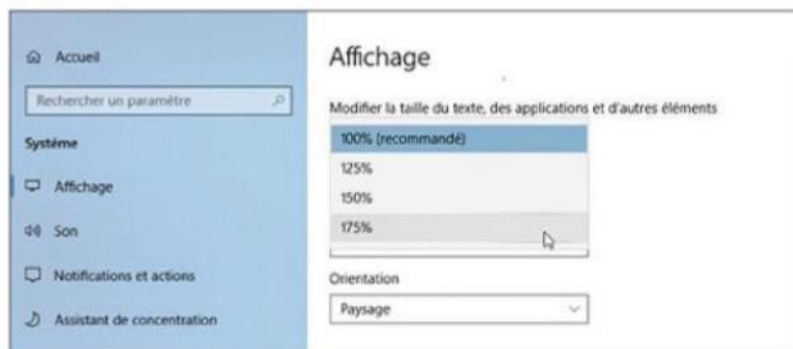 Accueil
Rechercher un paramètre
Système
Affichage
Son
Notifications et actions
Assistant de concentration
Affichage
Modifier la taille du texte, des applications et d'autres éléments
100% (recommandé)
125%
150%
175%
Orientation
Paysage